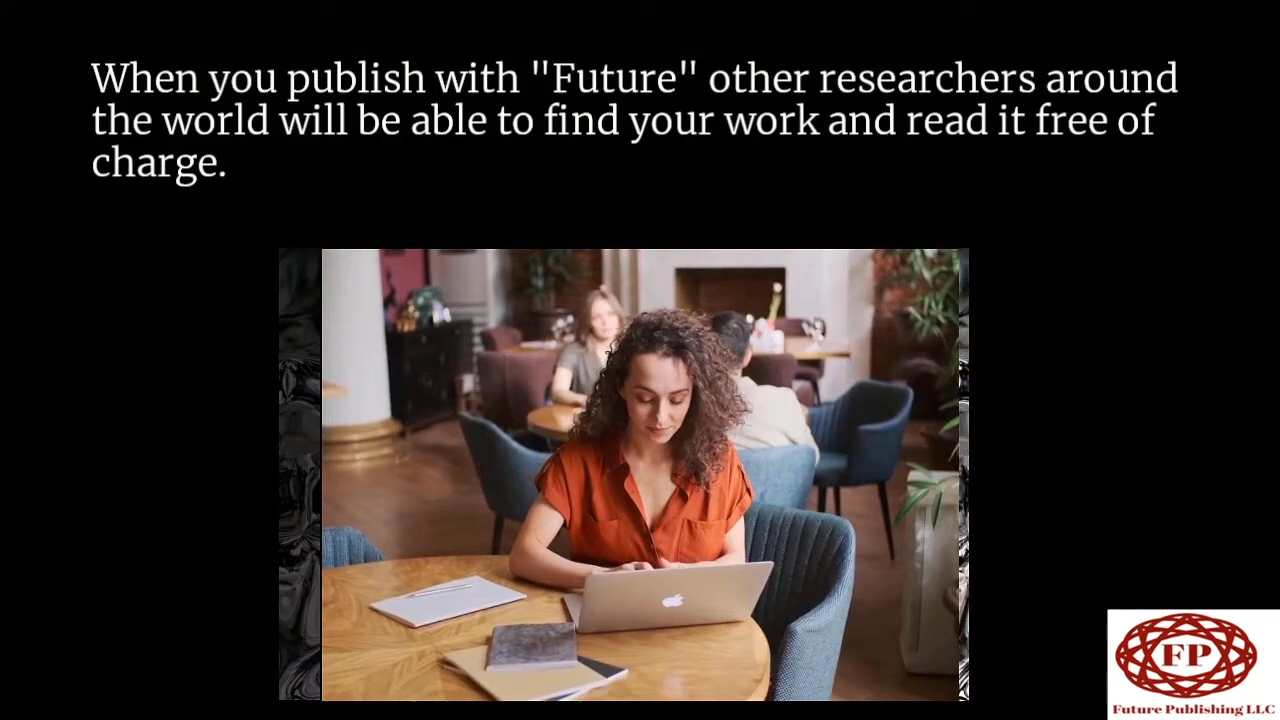 When you publish with "Future" other researchers around
the world will be able to find your work and read it free of
charge.
FP
Future Publishing LLC